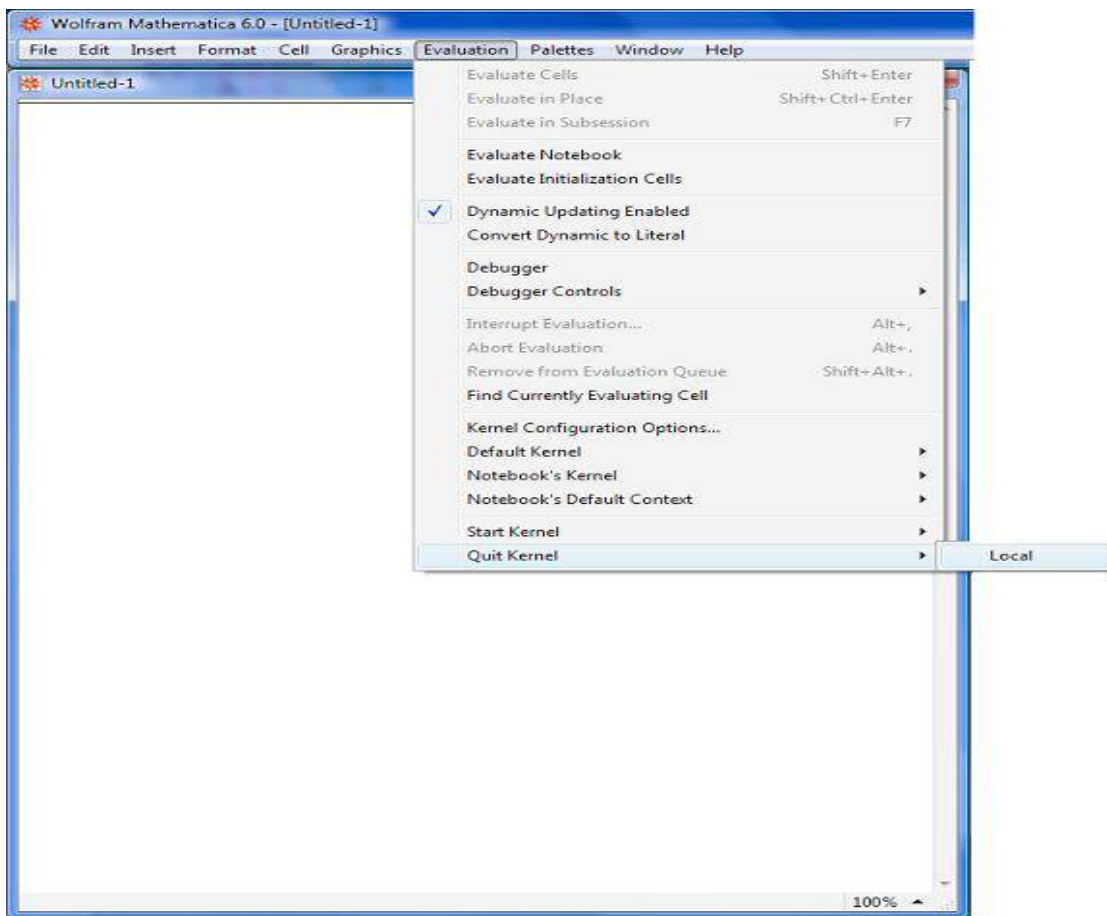 Wolfram Mathematica 6.0 - [Untitled-1]
File Edit Insert Format Cell Graphics Evaluation Palettes Window Help
Untitled-1
Evaluate Cells Shift+Enter
Evaluate in Place Shift+Ctrl+Enter
Evaluate in Subsession F7
Evaluate Notebook
Evaluate Initialization Cells
Dynamic Updating Enabled
Convert Dynamic to Literal
Debugger
Debugger Controls
Interrupt Evaluation... Alt+,
Abort Evaluation Alt+.
Remove from Evaluation Queue Shift+Alt+.
Find Currently Evaluating Cell
Kernel Configuration Options...
Default Kernel
Notebook's Kernel
Notebook's Default Context
Start Kernel
Quit Kernel Local
100%